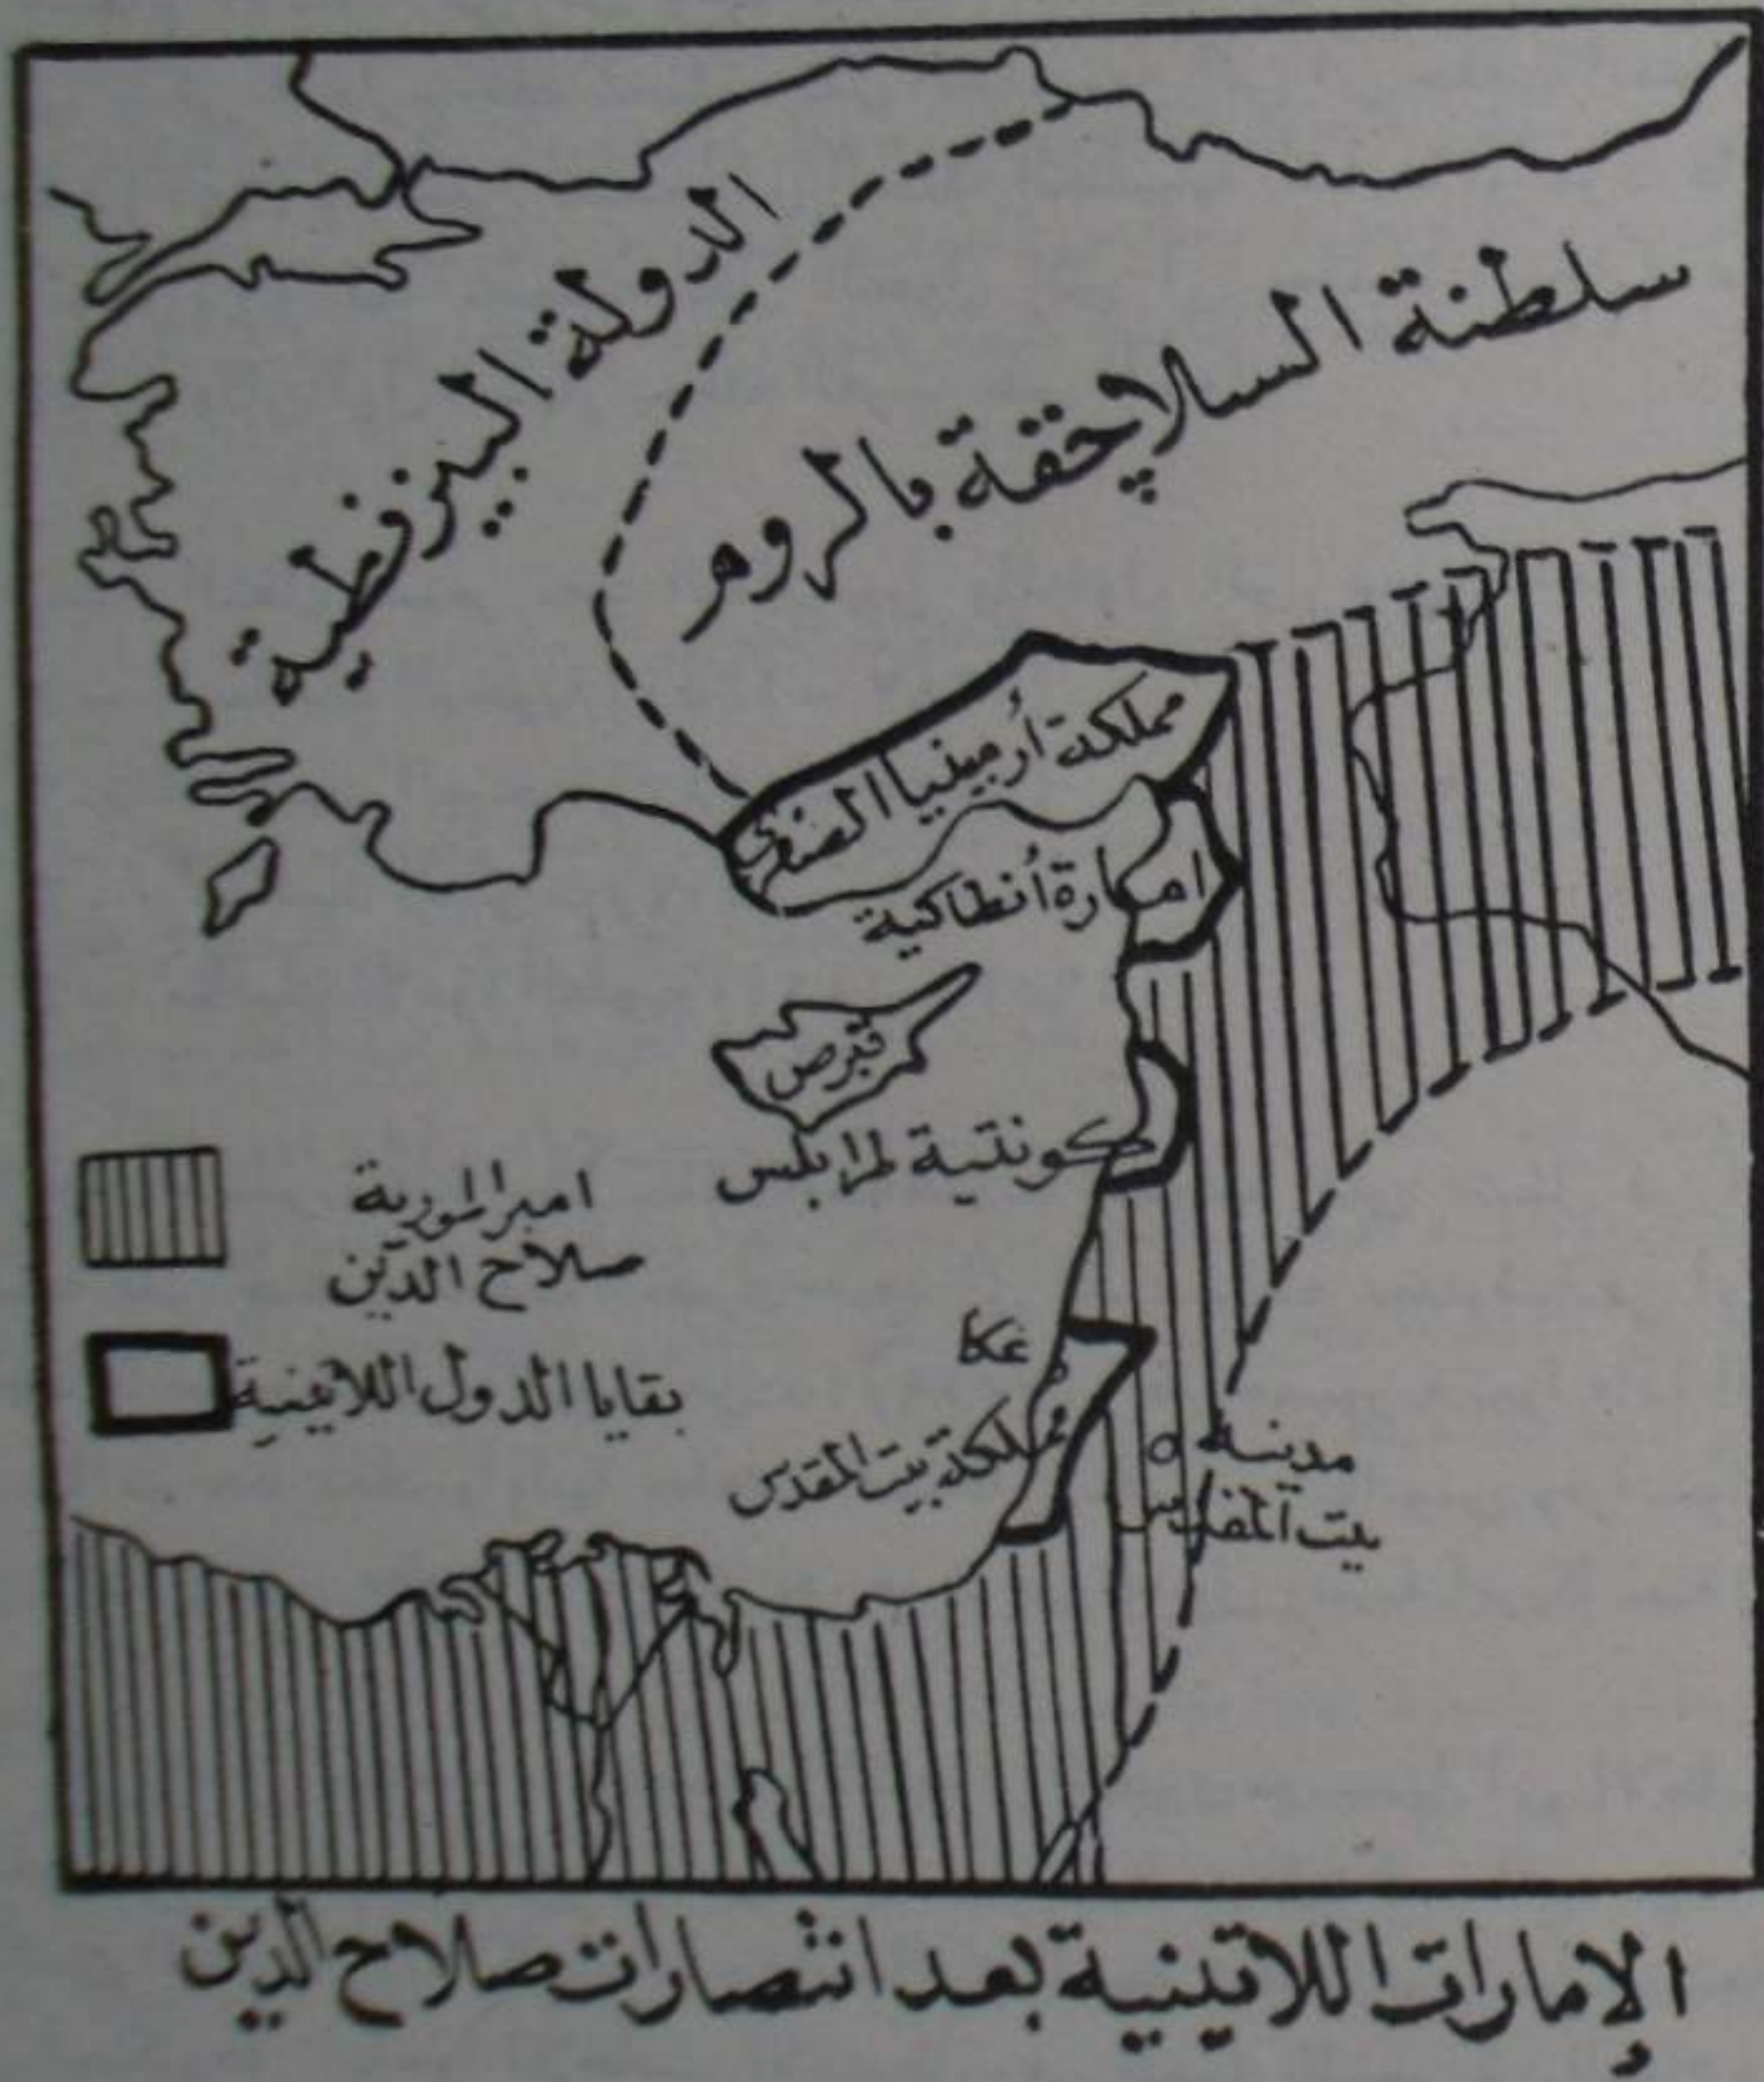 الدولة البيزنطية
سلطنة السلاجقة بالروم
مملكة أرمينيا الصغرى
امارة أنطاكية
قبرص
كونتية طرابلس
امبراطورية
صلاح الدين
بقايا الدول اللاتينية
عكا
مملكة بيت المقدس
مدينة
بيت المقدس
الإمارات اللاتينية بعد انتصارات صلاح الدين